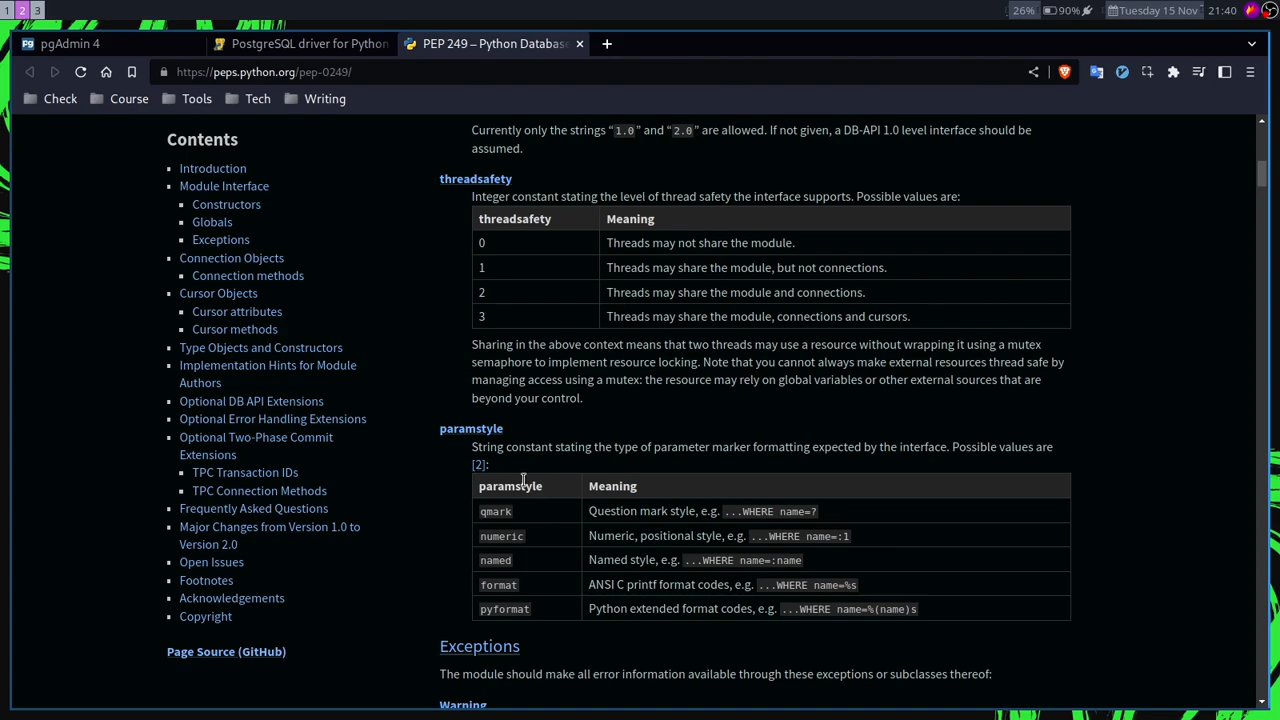 1 2 3
26% 90% Tuesday 15 Nov 21:40
pgAdmin 4
PostgreSQL driver for Python
PEP 249 – Python Database
https://peps.python.org/pep-0249/
Check Course Tools Tech Writing
Contents
Introduction
Module Interface
Constructors
Globals
Exceptions
Connection Objects
Connection methods
Cursor Objects
Cursor attributes
Cursor methods
Type Objects and Constructors
Implementation Hints for Module
Authors
Optional DB API Extensions
Optional Error Handling Extensions
Optional Two-Phase Commit
Extensions
TPC Transaction IDs
TPC Connection Methods
Frequently Asked Questions
Major Changes from Version 1.0 to
Version 2.0
Open Issues
Footnotes
Acknowledgements
Copyright
Page Source (GitHub)
Currently only the strings “1.0” and “2.0” are allowed. If not given, a DB-API 1.0 level interface should be
assumed.
threadsafety
Integer constant stating the level of thread safety the interface supports. Possible values are:
threadsafety Meaning
0 Threads may not share the module.
1 Threads may share the module, but not connections.
2 Threads may share the module and connections.
3 Threads may share the module, connections and cursors.
Sharing in the above context means that two threads may use a resource without wrapping it using a mutex
semaphore to implement resource locking. Note that you cannot always make external resources thread safe by
managing access using a mutex: the resource may rely on global variables or other external sources that are
beyond your control.
paramstyle
String constant stating the type of parameter marker formatting expected by the interface. Possible values are
[2]:
paramstyle Meaning
qmark Question mark style, e.g. ...WHERE name=?
numeric Numeric, positional style, e.g. ...WHERE name=:1
named Named style, e.g. ...WHERE name=:name
format ANSI C printf format codes, e.g. ...WHERE name=%s
pyformat Python extended format codes, e.g. ...WHERE name=%(name)s
Exceptions
The module should make all error information available through these exceptions or subclasses thereof:
Warning